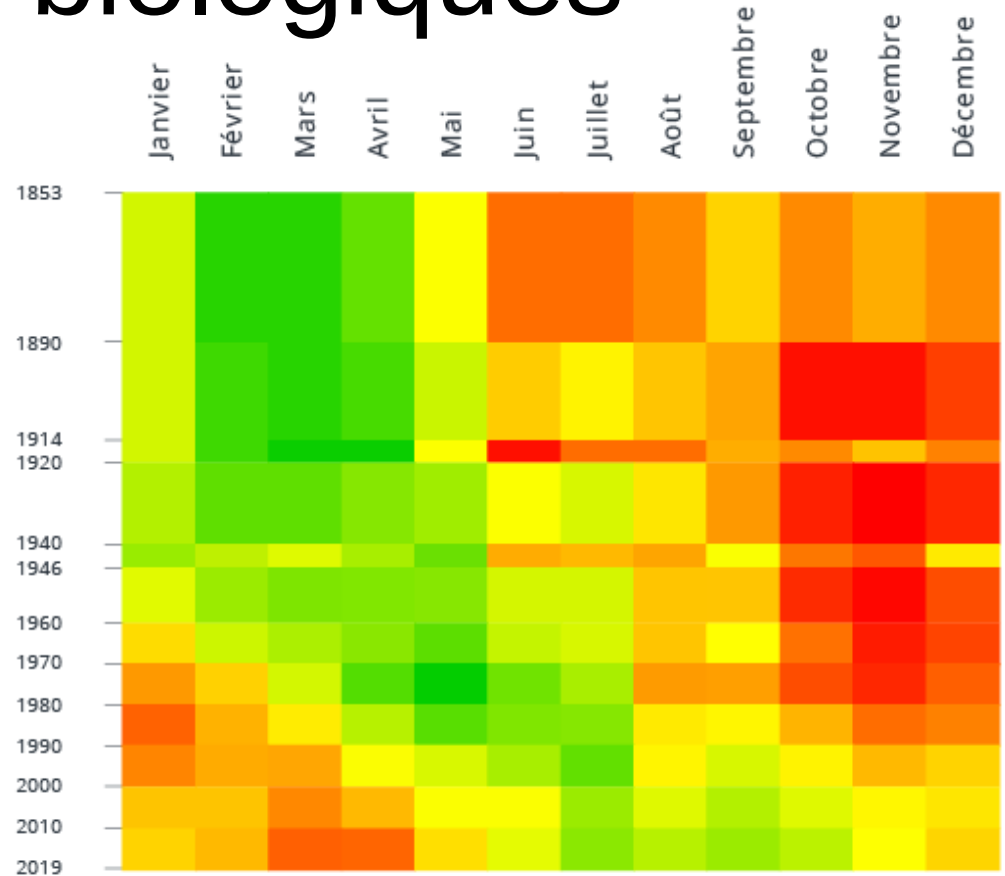 biologiques
Janvier
Février
Mars
Avril
Mai
Juin
Juillet
Août
Septembre
Octobre
Novembre
Décembre
1853
1890
1914
1920
1940
1946
1960
1970
1980
1990
2000
2010
2019